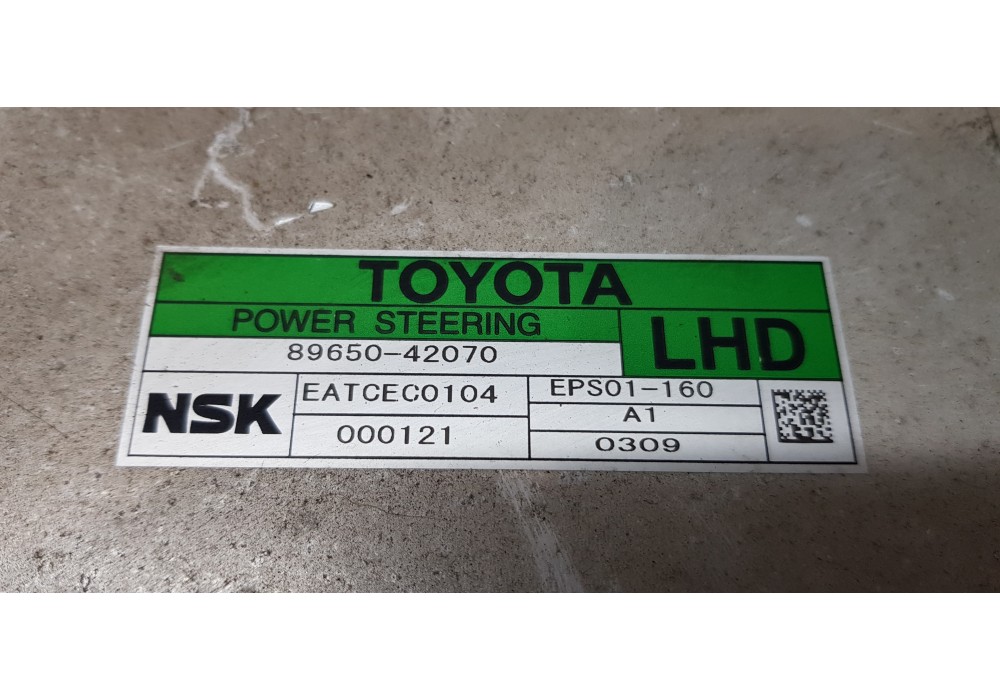 TOYOTA
POWER STEERING
LHD
89650-42070
NSK
EATCEC0104
EPS01-160
A1
000121
0309